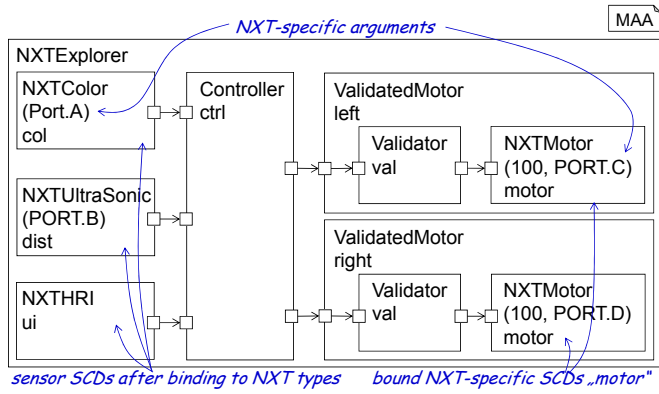 NXT-specific arguments
MAA
NXTExplorer
NXTColor
(Port.A)
col
Controller
ctrl
ValidatedMotor
left
Validator
val
NXTMotor
(100, PORT.C)
motor
NXTUltraSonic
(PORT.B)
dist
ValidatedMotor
right
Validator
val
NXTMotor
(100, PORT.D)
motor
NXTHRI
ui
sensor SCDs after binding to NXT types
bound NXT-specific SCDs „motor"